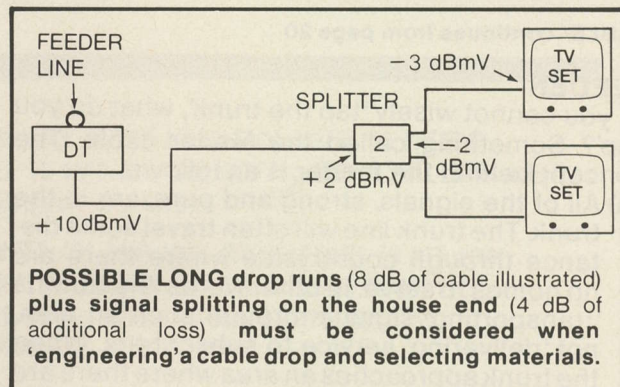 FEEDER
LINE
DT
+10dBmV
SPLITTER
2
+2 dBmV
−3 dBmV
−2
dBmV
TV
SET
TV
SET
POSSIBLE LONG drop runs (8 dB of cable illustrated)
plus signal splitting on the house end (4 dB of
additional loss) must be considered when
'engineering'a cable drop and selecting materials.